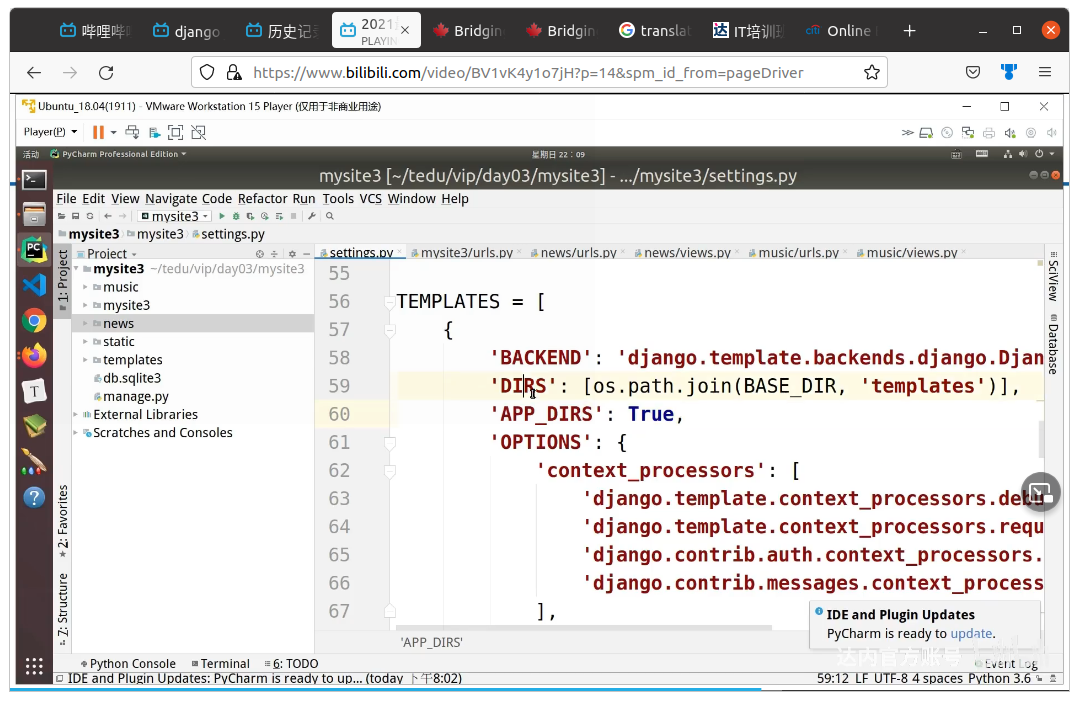 哔哩哔
django
历史记
2021
PLAYIN
Bridgin
Bridgin
translat
IT培训
Online
https://www.bilibili.com/video/BV1vK4y1o7jH?p=14&spm_id_from=pageDriver
Ubuntu_18.04(1911) - VMware Workstation 15 Player (仅用于非商业用途)
Player(P)
活动
PyCharm Professional Edition
星期日 22：09
mysite3 [~/tedu/vip/day03/mysite3] - .../mysite3/settings.py
File Edit View Navigate Code Refactor Run Tools VCS Window Help
mysite3
mysite3 mysite3 settings.py
Project
settings.py mysite3/urls.py news/urls.py news/views.py music/urls.py music/views.py
1: Project
mysite3 ~/tedu/vip/day03/mysite3
music
mysite3
news
static
templates
db.sqlite3
manage.py
External Libraries
Scratches and Consoles
2: Favorites
Z: Structure
55
56 TEMPLATES = [
57 {
58 'BACKEND': 'django.template.backends.django.Djan
59 'DIRS': [os.path.join(BASE_DIR, 'templates')],
60 'APP_DIRS': True,
61 'OPTIONS': {
62 'context_processors': [
63 'django.template.context_processors.debu
64 'django.template.context_processors.requ
65 'django.contrib.auth.context_processors.
66 'django.contrib.messages.context_process
67 ],
SciView
Database
IDE and Plugin Updates
PyCharm is ready to update.
'APP_DIRS'
达内官方账号
Python Console Terminal 6: TODO
Event Log
IDE and Plugin Updates: PyCharm is ready to up... (today 下午8:02)
59:12 LF UTF-8 4 spaces Python 3.6